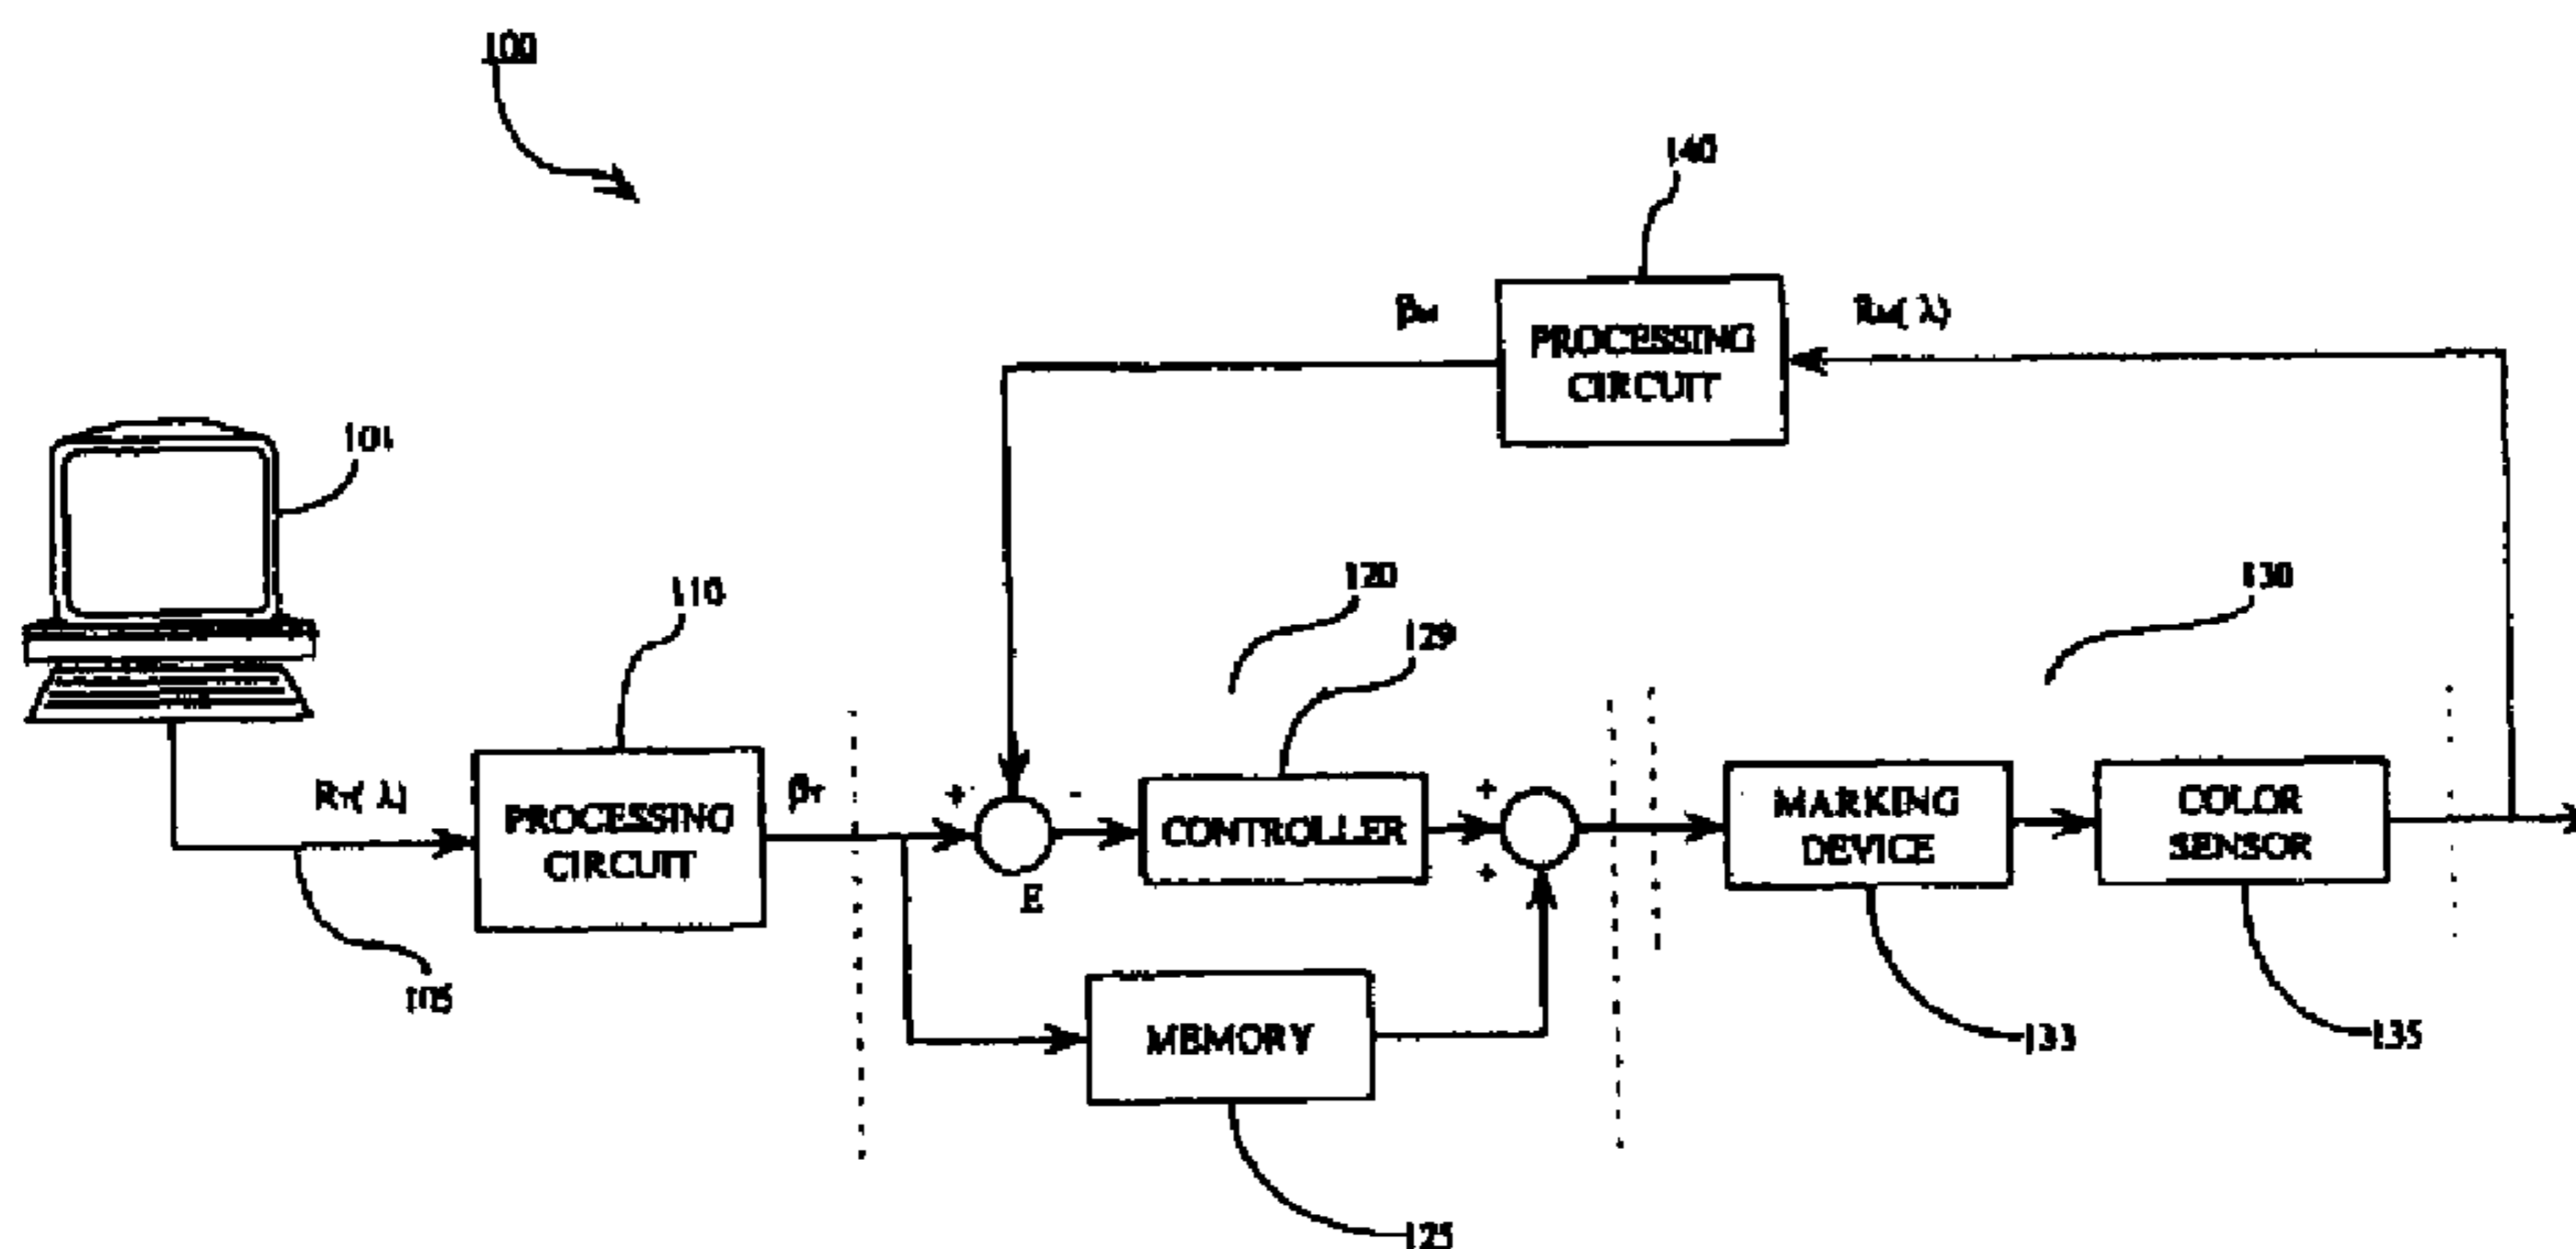 100
140
βM
PROCESSING
CIRCUIT
RM( λ)
101
110
120
129
130
RT( λ)
PROCESSING
CIRCUIT
βT
+
-
CONTROLLER
+
+
MARKING
DEVICE
COLOR
SENSOR
E
105
MEMORY
133
135
125